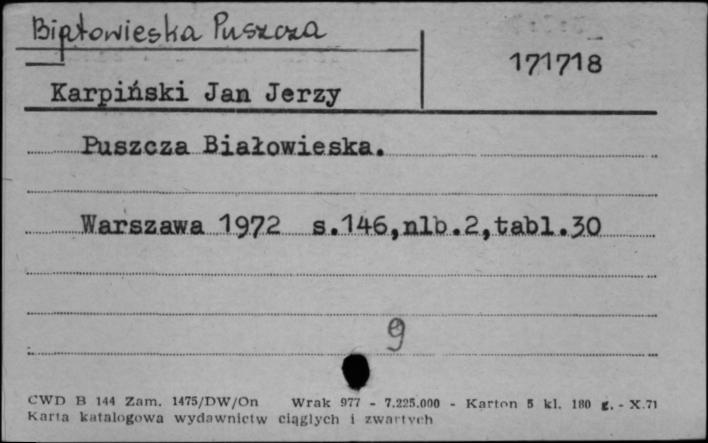 Białowieska Puszcza
171718
Karpiński Jan Jerzy
Puszcza Białowieska.
Warszawa 1972 s.146,nlb.2,tabl.30
9
CWD B 144 Zam. 1475/DW/On Wrak 977 - 7.225.000 - Karton 5 kl. 180 g. - X.71
Karta katalogowa wydawnictw ciągłych i zwartych